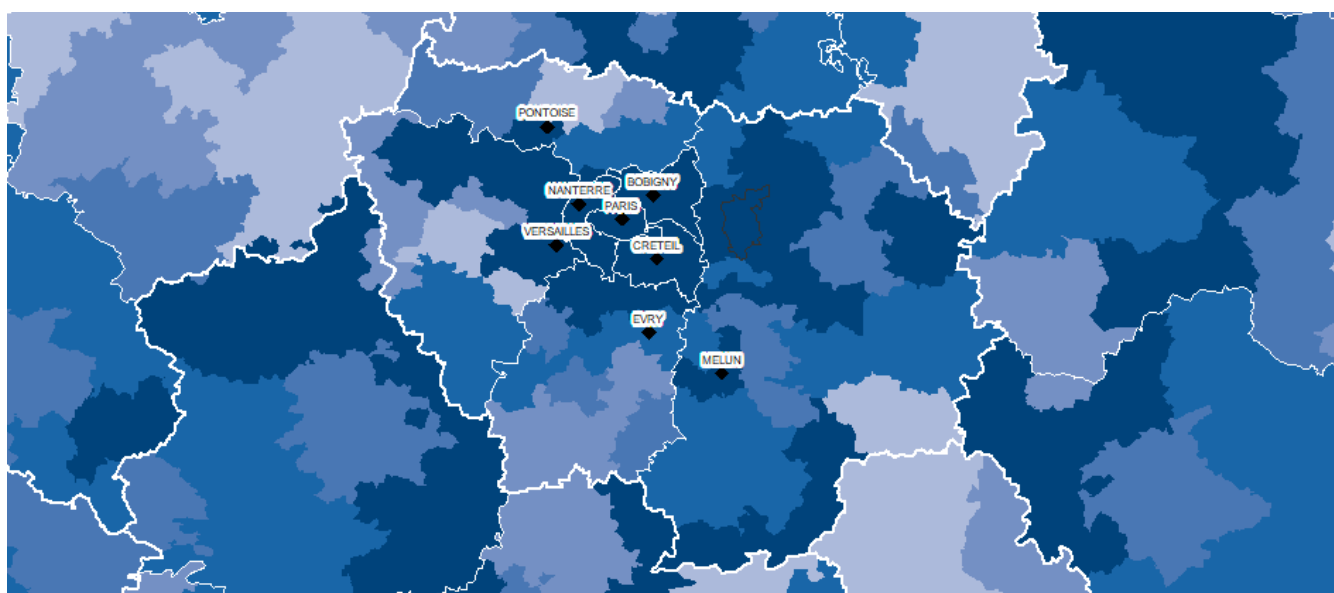 PONTOISE
BOBIGNY
NANTERRE
PARIS
VERSAILLES
CRETEIL
EVRY
MELUN